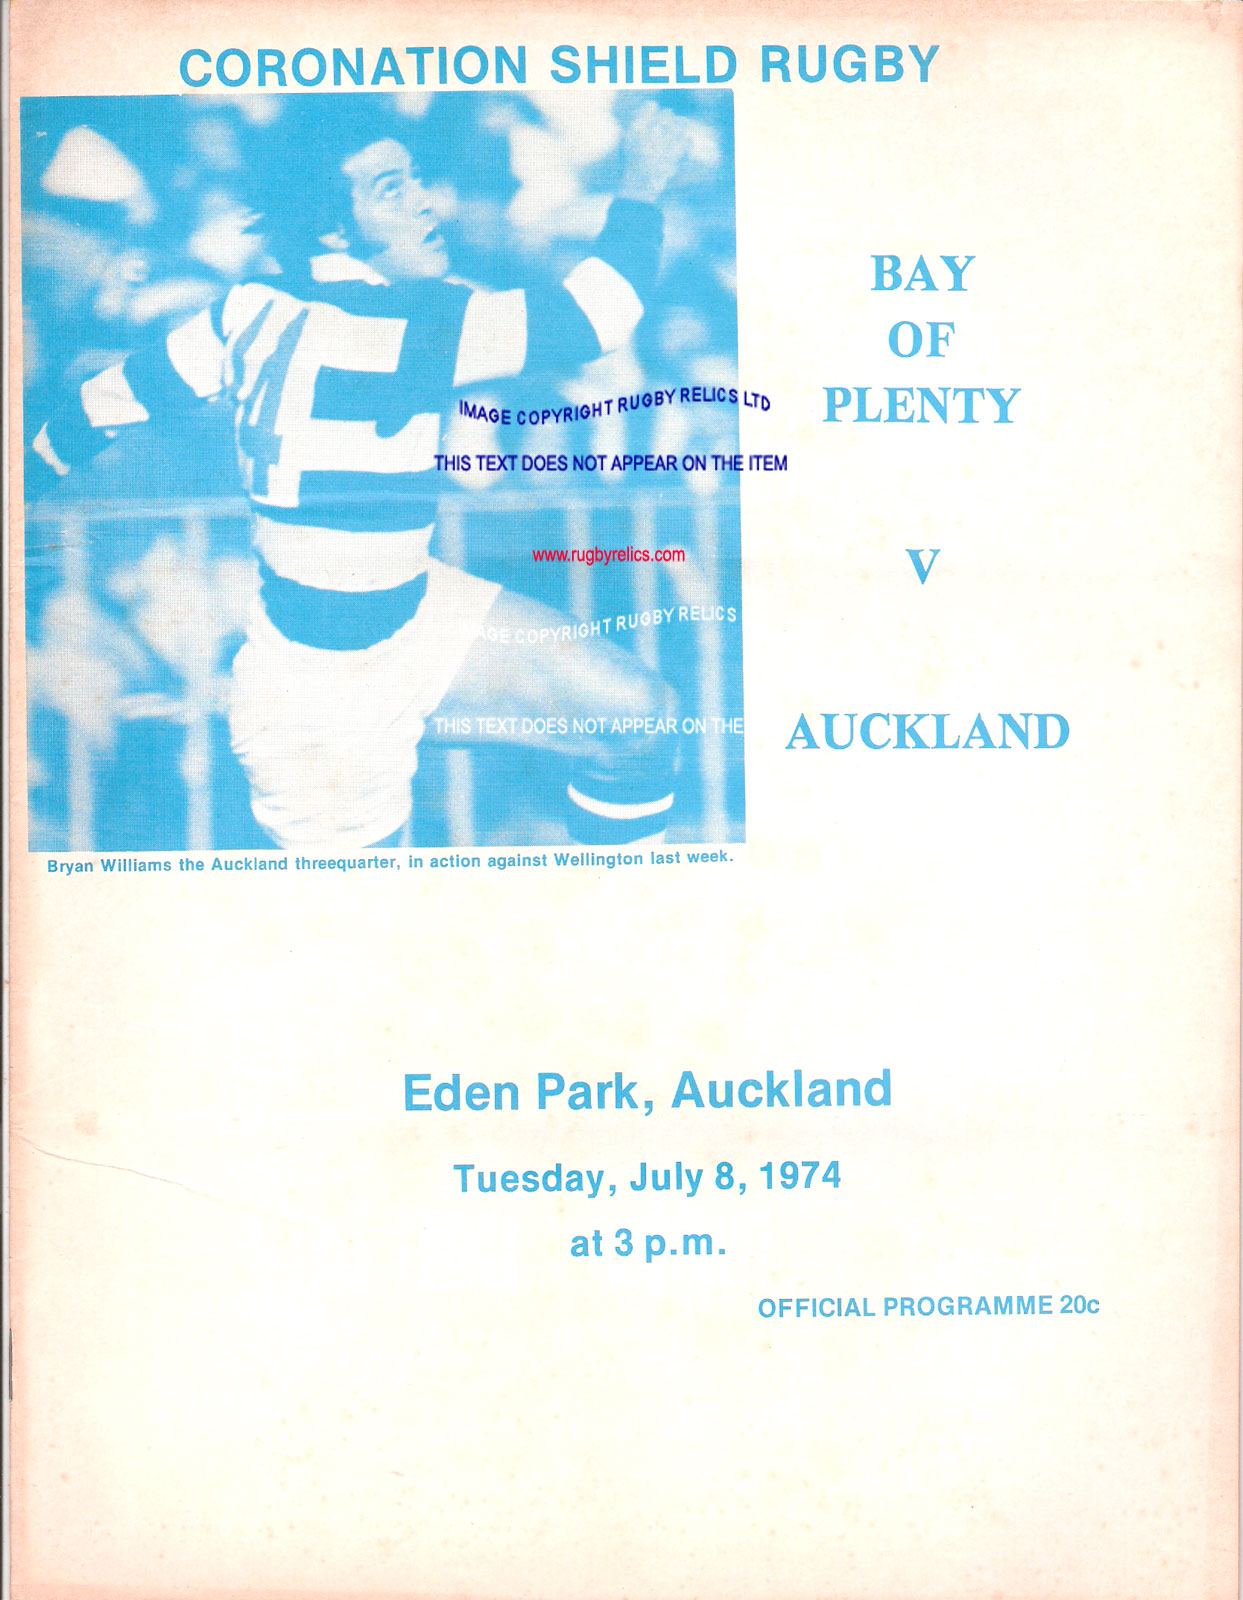 CORONATION SHIELD RUGBY
BAY
OF
PLENTY
V
AUCKLAND
14
IMAGE COPYRIGHT RUGBY RELICS LTD
THIS TEXT DOES NOT APPEAR ON THE ITEM
www.rugbyrelics.com
AGE COPYRIGHT RUGBY RELICS
THIS TEXT DOES NOT APPEAR ON THE
Bryan Williams the Auckland threequarter, in action against Wellington last week.
Eden Park, Auckland
Tuesday, July 8, 1974
at 3 p.m.
OFFICIAL PROGRAMME 20c